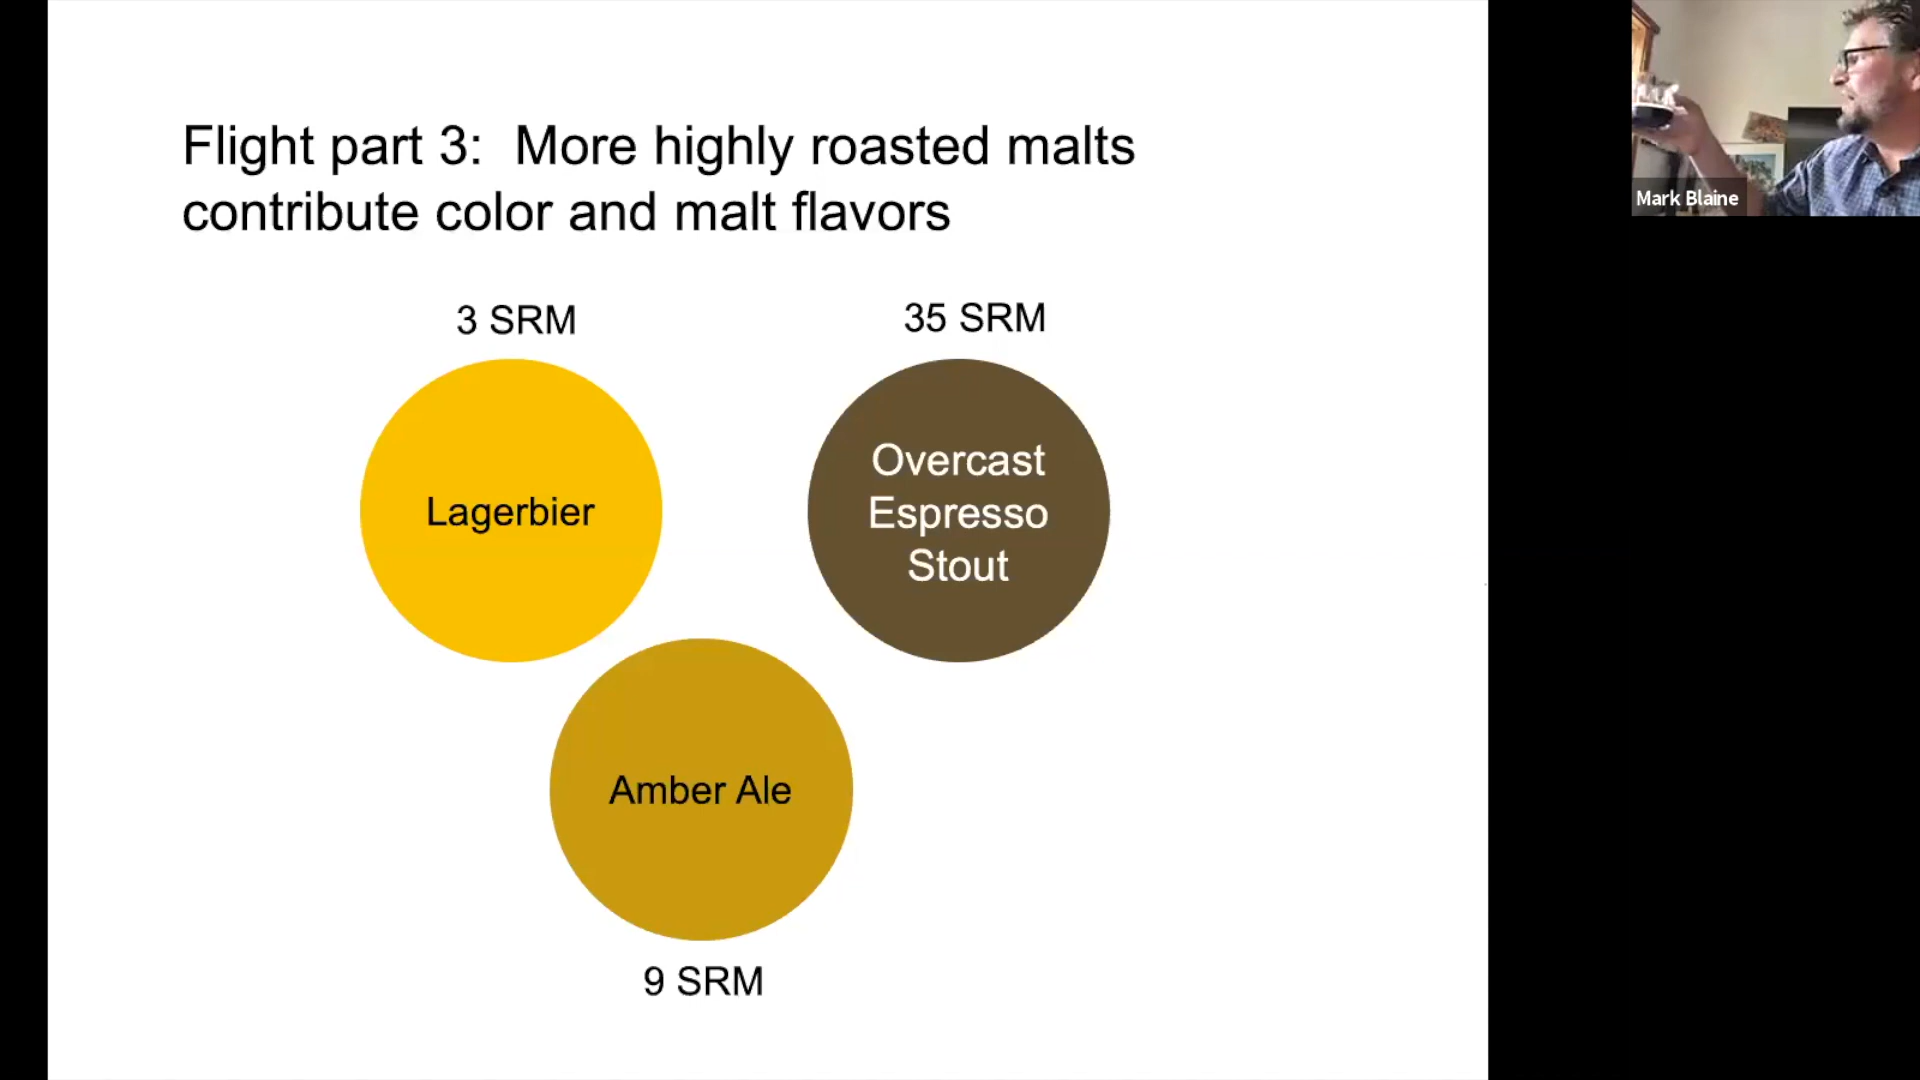 Flight part 3: More highly roasted malts
contribute color and malt flavors
3 SRM
35 SRM
Lagerbier
Overcast
Espresso
Stout
Amber Ale
9 SRM
Mark Blaine